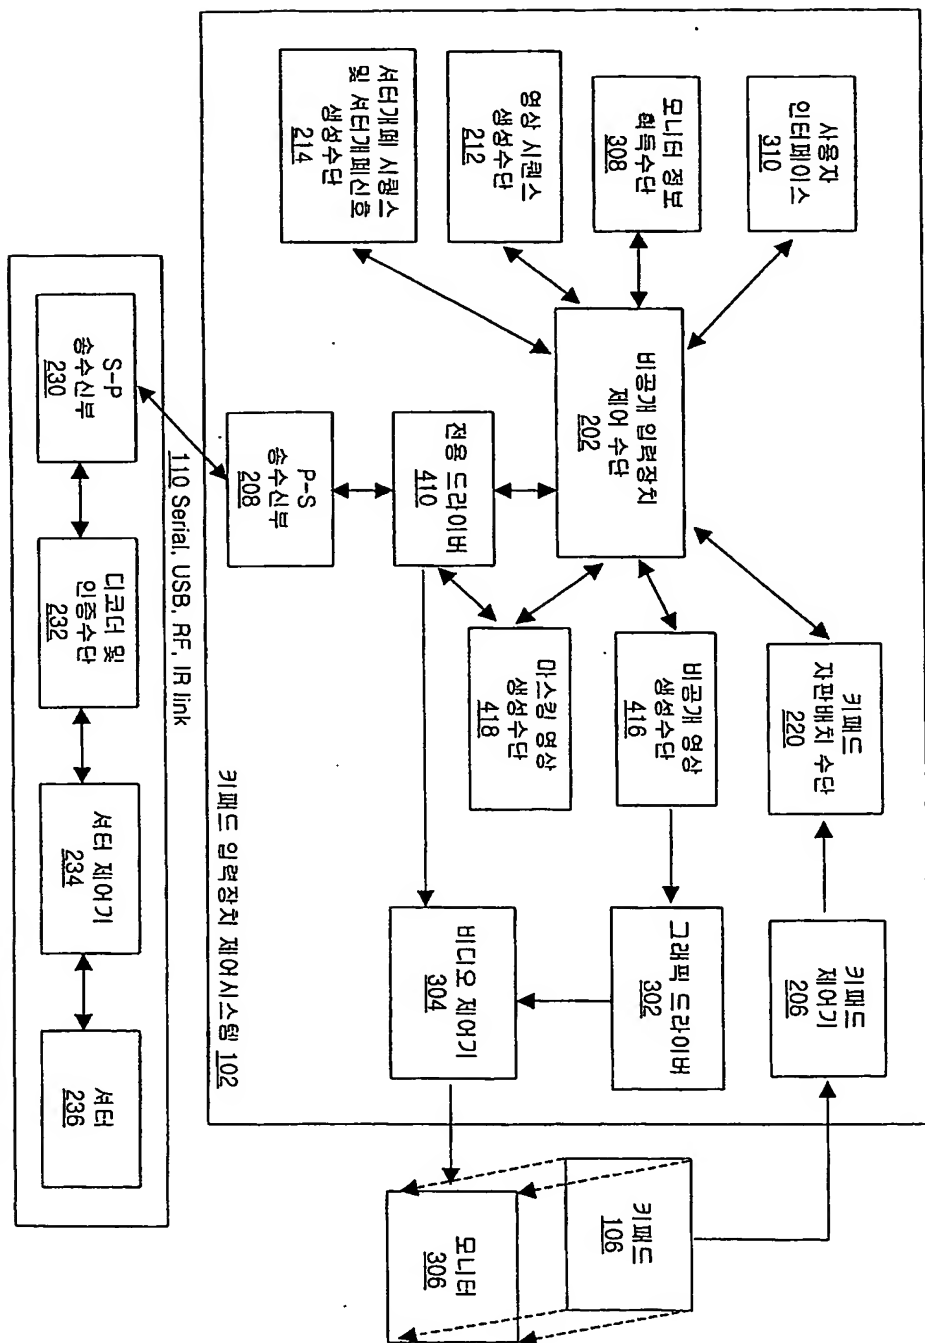 사용자
인터페이스
310
모니터 정보
획득수단
308
영상 시퀀스
생성수단
212
셔터개폐 시퀀스
및 셔터개폐신호
생성수단
214
비공개 입력장치
제어 수단
202
키패드
자판배치 수단
220
키패드
제어기
206
비공개 영상
생성수단
416
그래픽 드라이버
302
마스킹 영상
생성수단
418
전용 드라이버
410
비디오 제어기
304
P-S
송수신부
208
키패드 입력장치 제어시스템 102
키패드
106
모니터
306
110 Serial, USB, RF, IR link
S-P
송수신부
230
디코더 및
인증수단
232
셔터 제어기
234
셔터
236